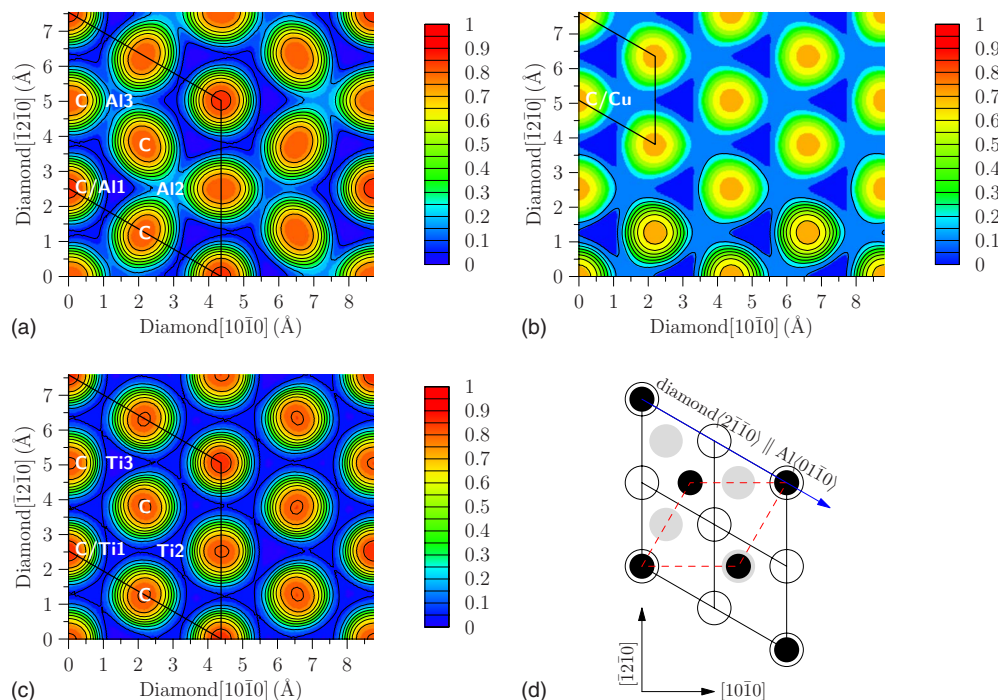 7
6
5
4
3
2
1
0
Diamond[1̄21̄0] (Å)
C Al3
C
C/Al1 Al2
C
0 1 2 3 4 5 6 7 8
Diamond[101̄0] (Å)
(a)
1
0.9
0.8
0.7
0.6
0.5
0.4
0.3
0.2
0.1
0
7
6
5
4
3
2
1
0
Diamond[1̄21̄0] (Å)
C/Cu
0 1 2 3 4 5 6 7 8
Diamond[101̄0] (Å)
(b)
1
0.9
0.8
0.7
0.6
0.5
0.4
0.3
0.2
0.1
0
7
6
5
4
3
2
1
0
Diamond[1̄21̄0] (Å)
C Ti3
C
C/Ti1 Ti2
C
0 1 2 3 4 5 6 7 8
Diamond[101̄0] (Å)
(c)
1
0.9
0.8
0.7
0.6
0.5
0.4
0.3
0.2
0.1
0
diamond⟨21̄1̄0⟩ ∥ Al⟨011̄0⟩
[1̄21̄0]
[101̄0]
(d)